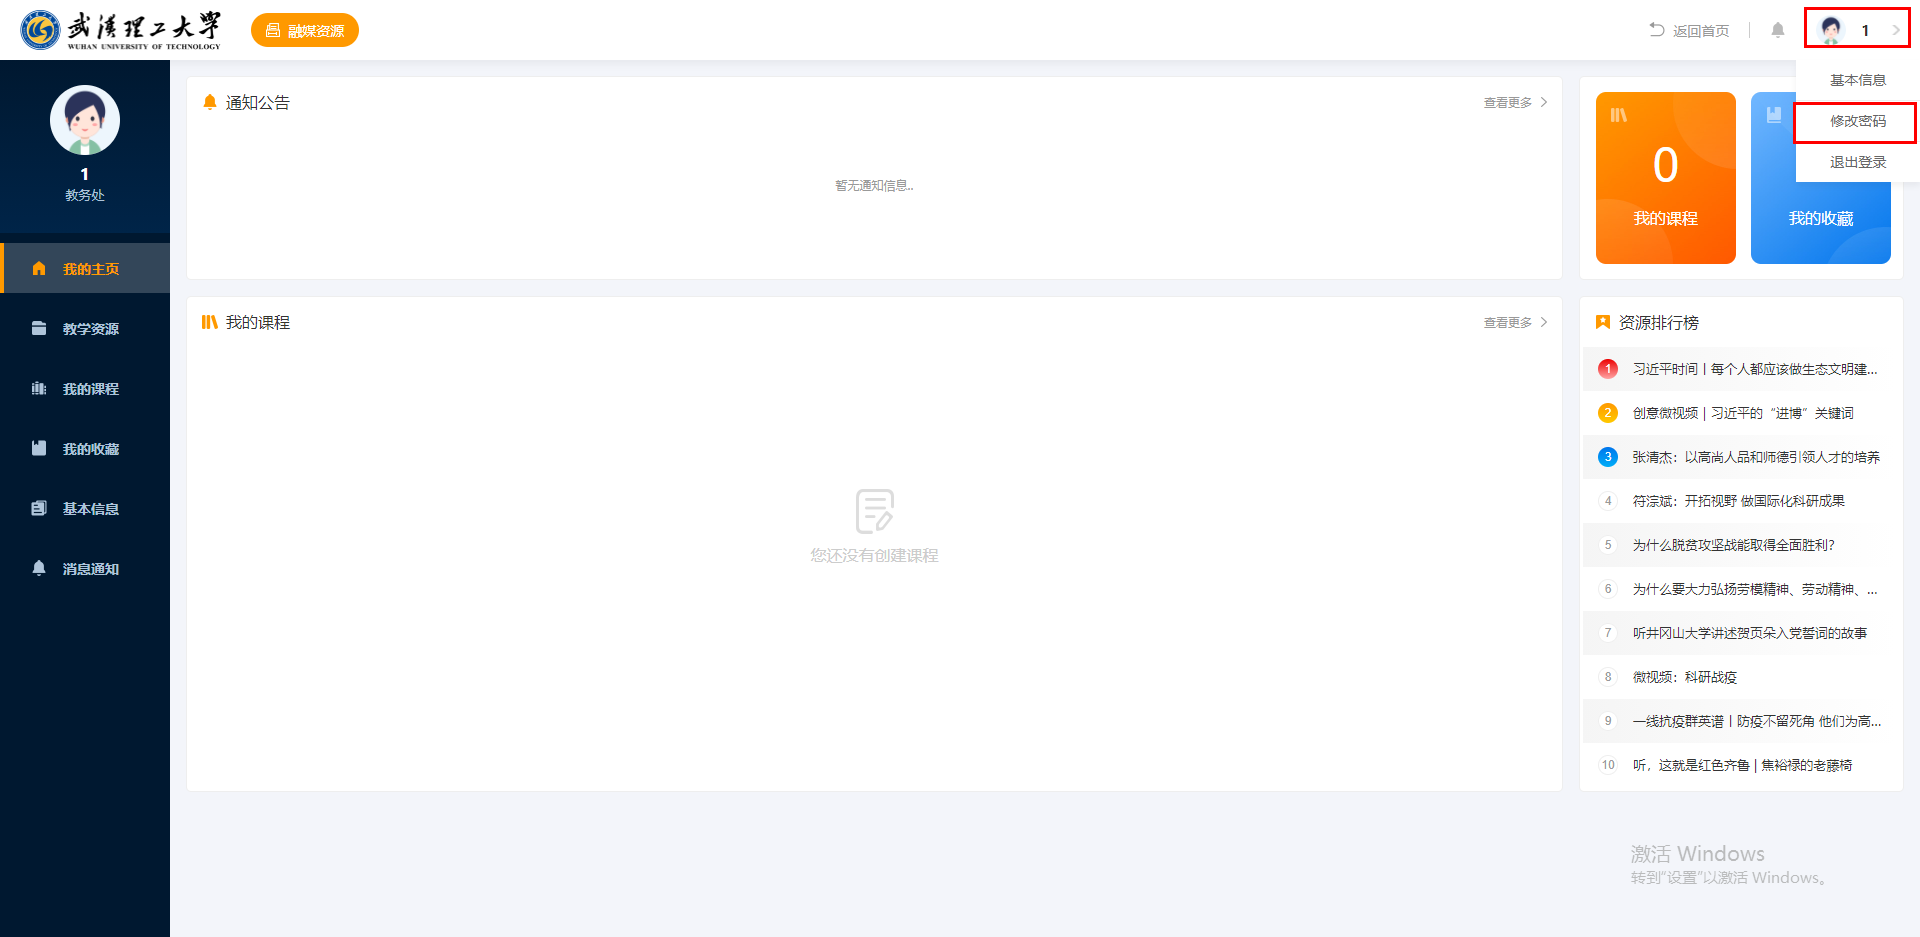 武漢理工大學
WUHAN UNIVERSITY OF TECHNOLOGY
融媒资源
返回首页
1
基本信息
修改密码
退出登录
1
教务处
我的主页
教学资源
我的课程
我的收藏
基本信息
消息通知
通知公告
查看更多
暂无通知信息..
0
我的课程
我的收藏
我的课程
查看更多
您还没有创建课程
资源排行榜
1 习近平时间丨每个人都应该做生态文明建...
2 创意微视频 | 习近平的“进博”关键词
3 张清杰：以高尚人品和师德引领人才的培养
4 符淙斌：开拓视野 做国际化科研成果
5 为什么脱贫攻坚战能取得全面胜利？
6 为什么要大力弘扬劳模精神、劳动精神、...
7 听井冈山大学讲述贺页朵入党誓词的故事
8 微视频：科研战疫
9 一线抗疫群英谱丨防疫不留死角 他们为高...
10 听，这就是红色齐鲁 | 焦裕禄的老藤椅
激活 Windows
转到“设置”以激活 Windows。